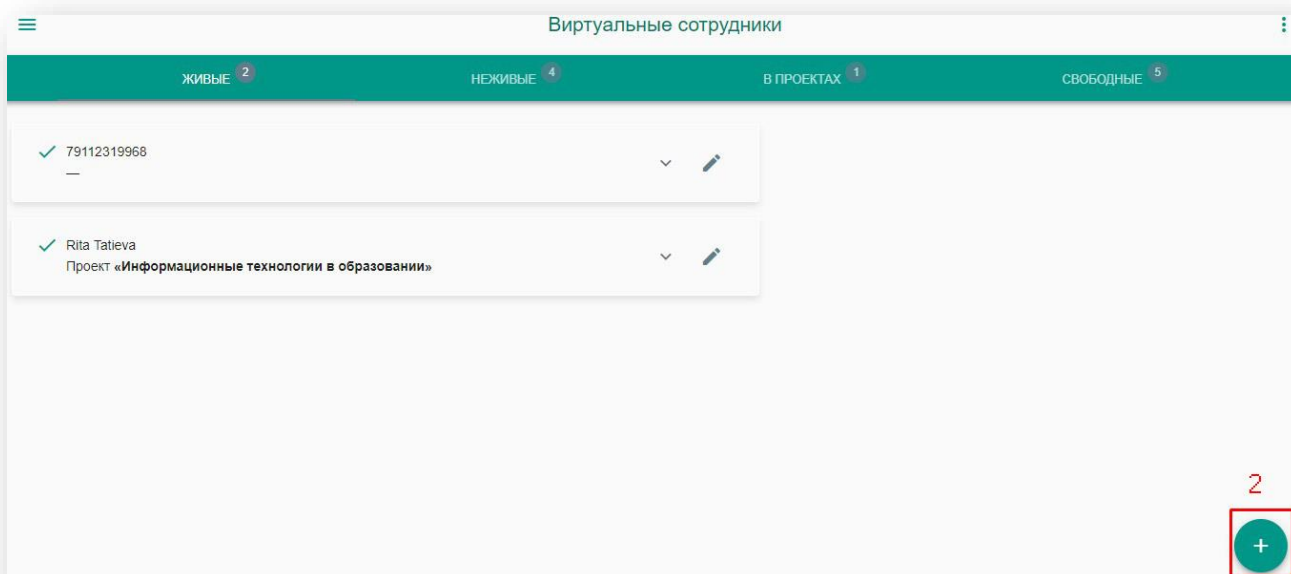 Виртуальные сотрудники
ЖИВЫЕ 2 НЕЖИВЫЕ 4 В ПРОЕКТАХ 1 СВОБОДНЫЕ 5
79112319968
—
Rita Tatieva
Проект «Информационные технологии в образовании»
2
+